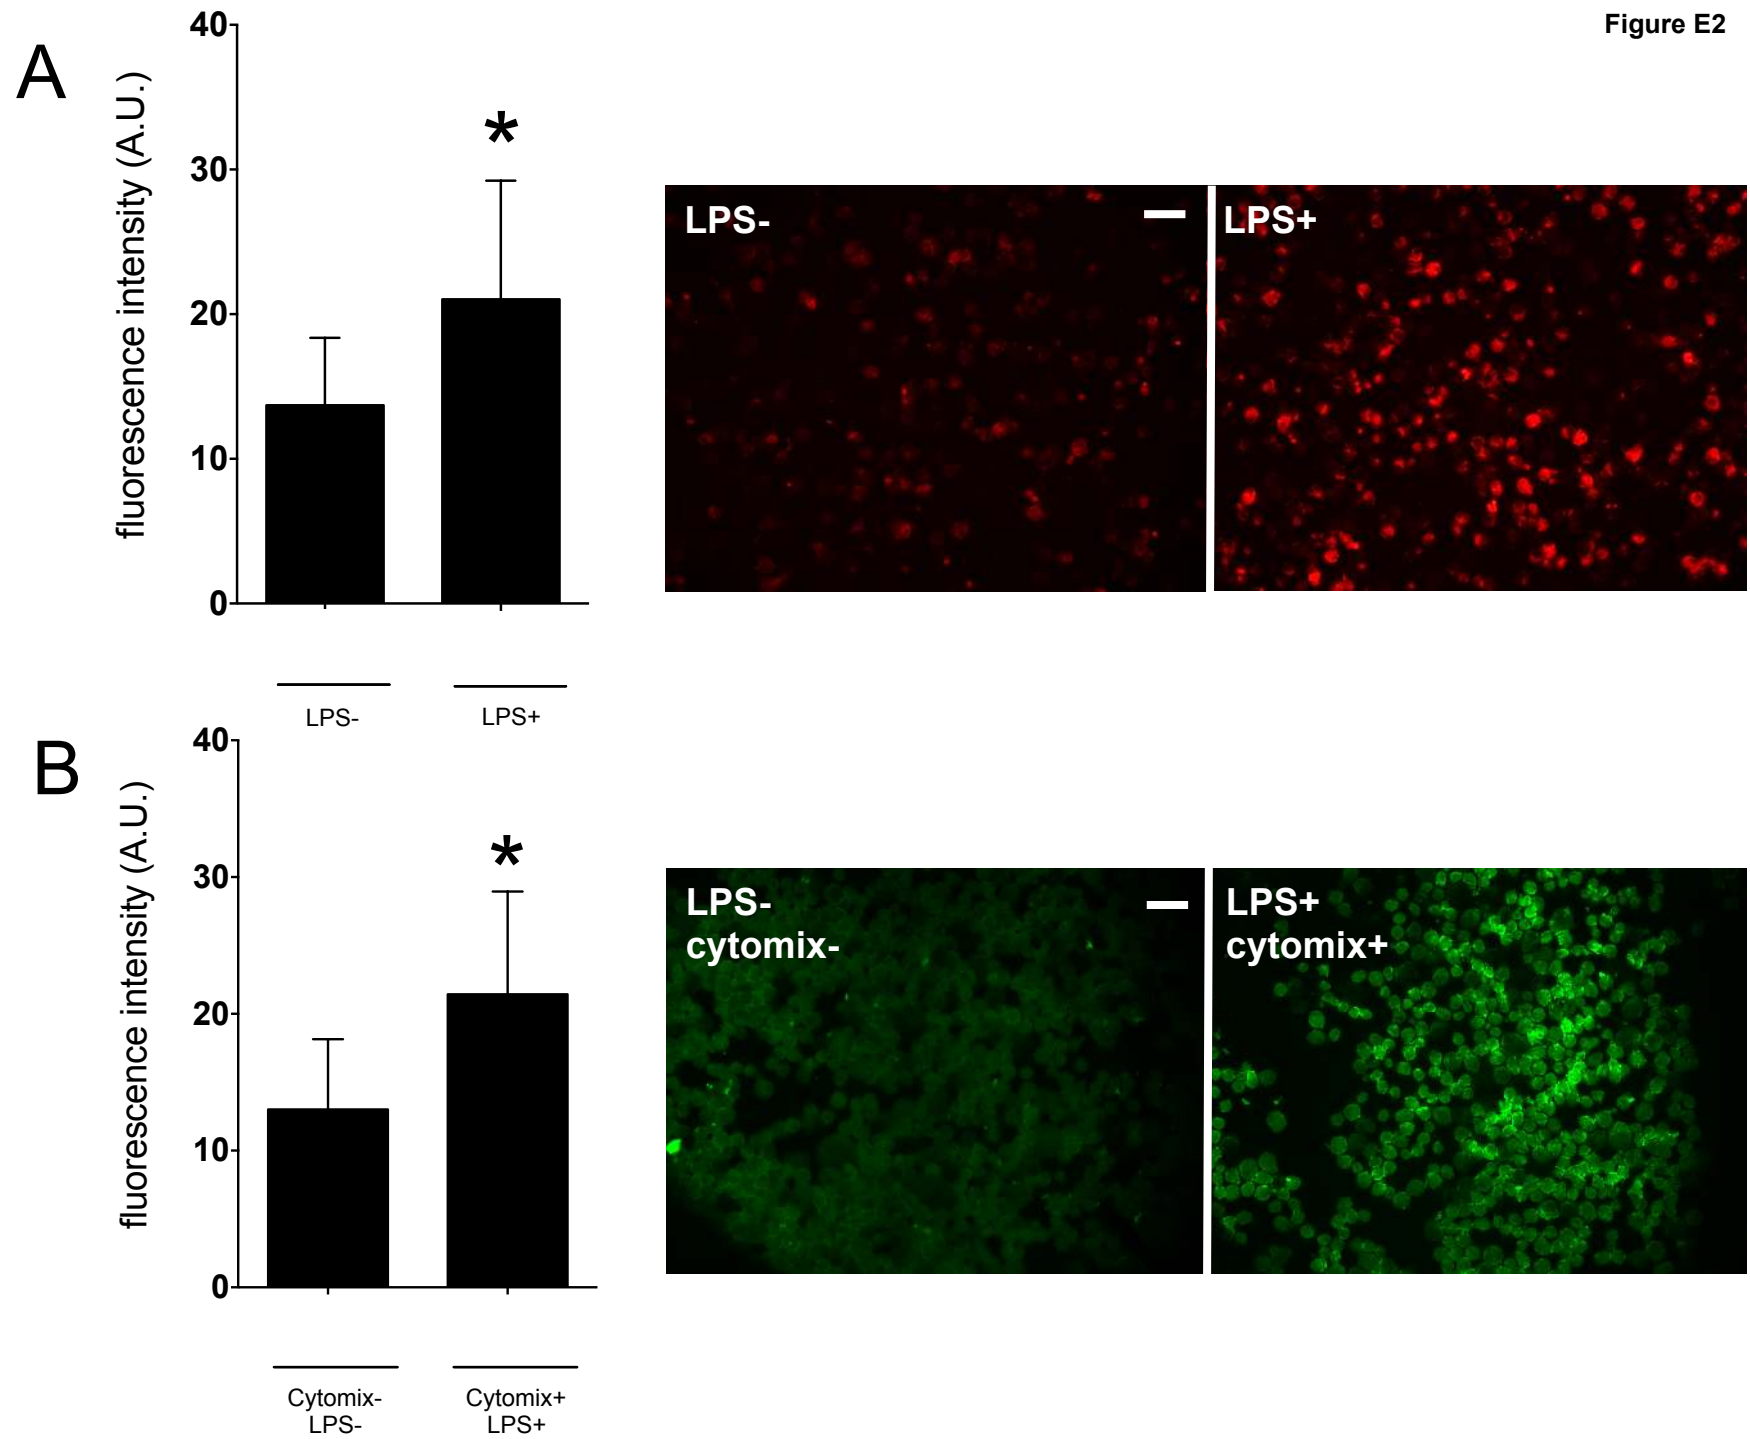 Figure E2
A
fluorescence intensity (A.U.)
40
30
20
10
0
*
LPS-
LPS+
LPS-
LPS+
B
fluorescence intensity (A.U.)
40
30
20
10
0
*
Cytomix-
LPS-
Cytomix+
LPS+
LPS-
cytomix-
LPS+
cytomix+